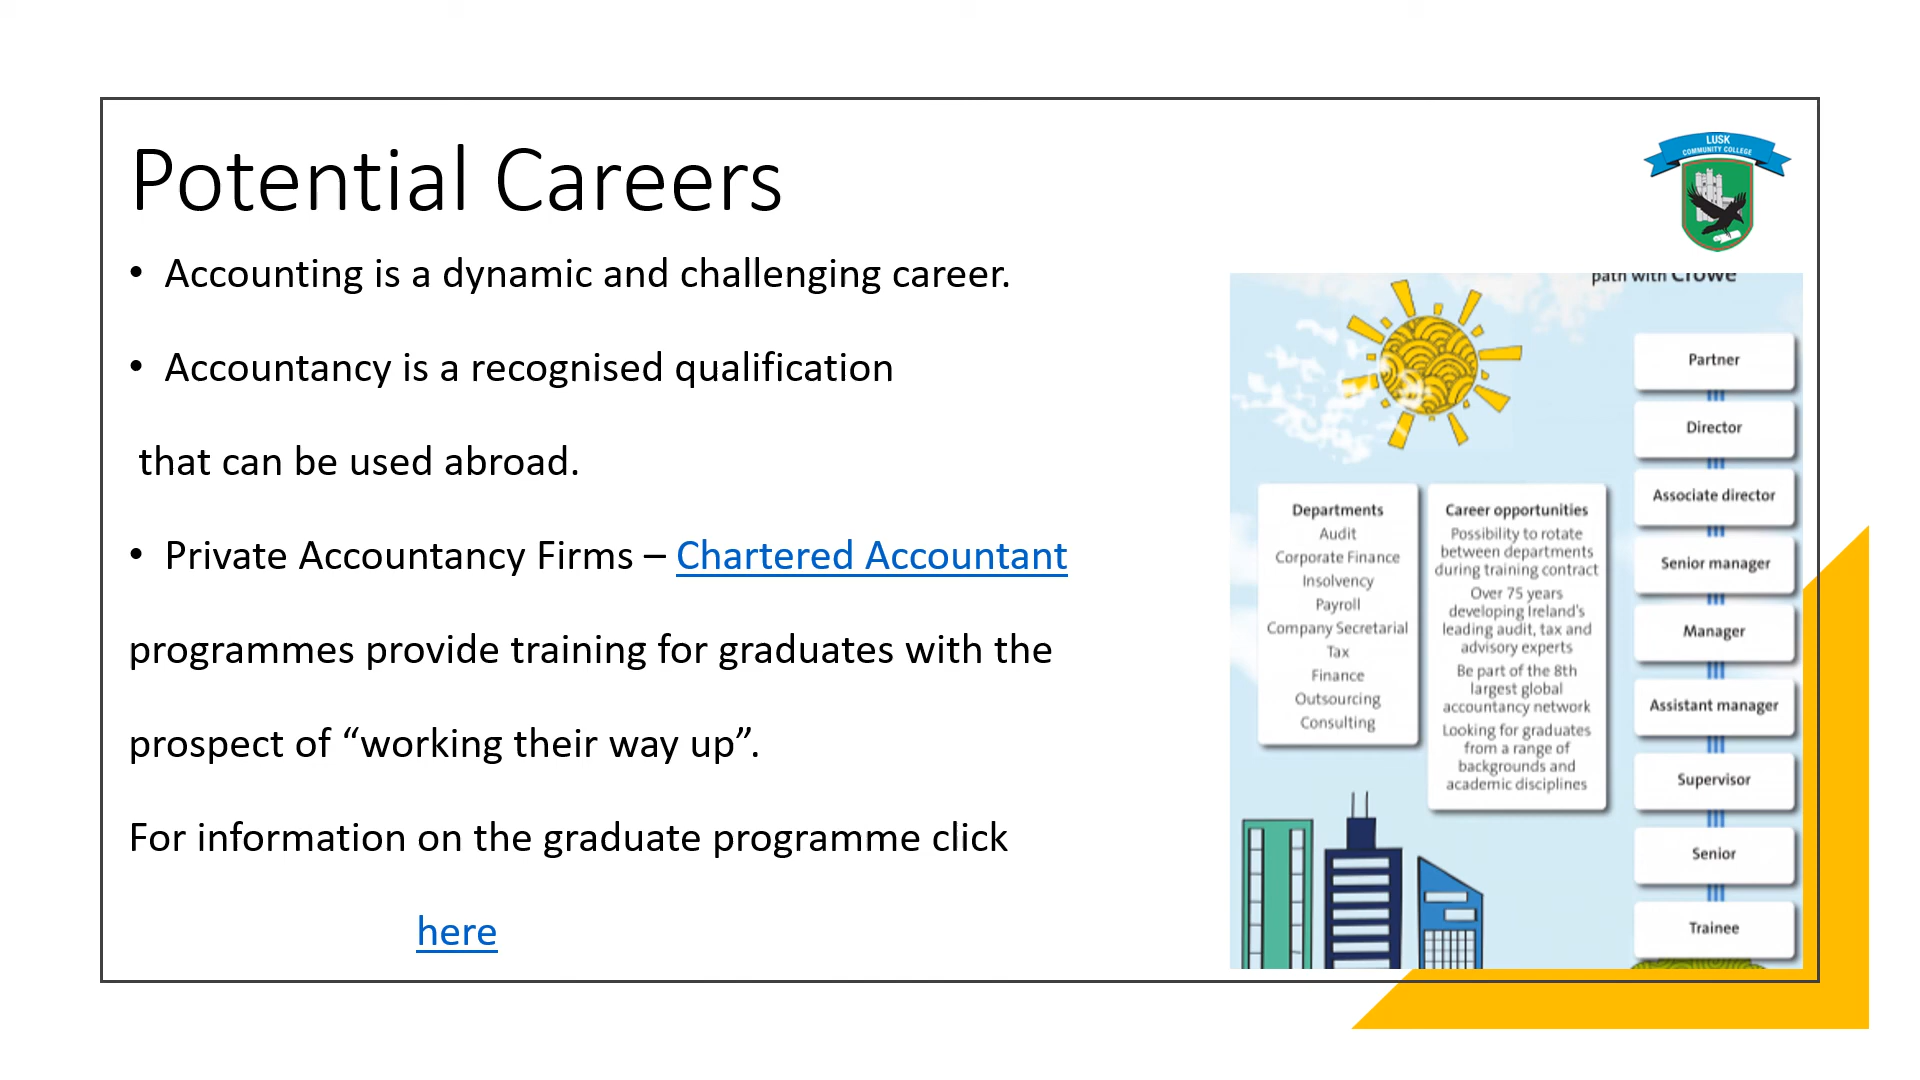 Potential Careers
LUSK
COMMUNITY COLLEGE
• Accounting is a dynamic and challenging career.
• Accountancy is a recognised qualification
that can be used abroad.
• Private Accountancy Firms – Chartered Accountant
programmes provide training for graduates with the
prospect of “working their way up”.
For information on the graduate programme click
here
path with Crowe
Departments
Audit
Corporate Finance
Insolvency
Payroll
Company Secretarial
Tax
Finance
Outsourcing
Consulting
Career opportunities
Possibility to rotate
between departments
during training contract
Over 75 years
developing Ireland's
leading audit, tax and
advisory experts
Be part of the 8th
largest global
accountancy network
Looking for graduates
from a range of
backgrounds and
academic disciplines
Partner
Director
Associate director
Senior manager
Manager
Assistant manager
Supervisor
Senior
Trainee